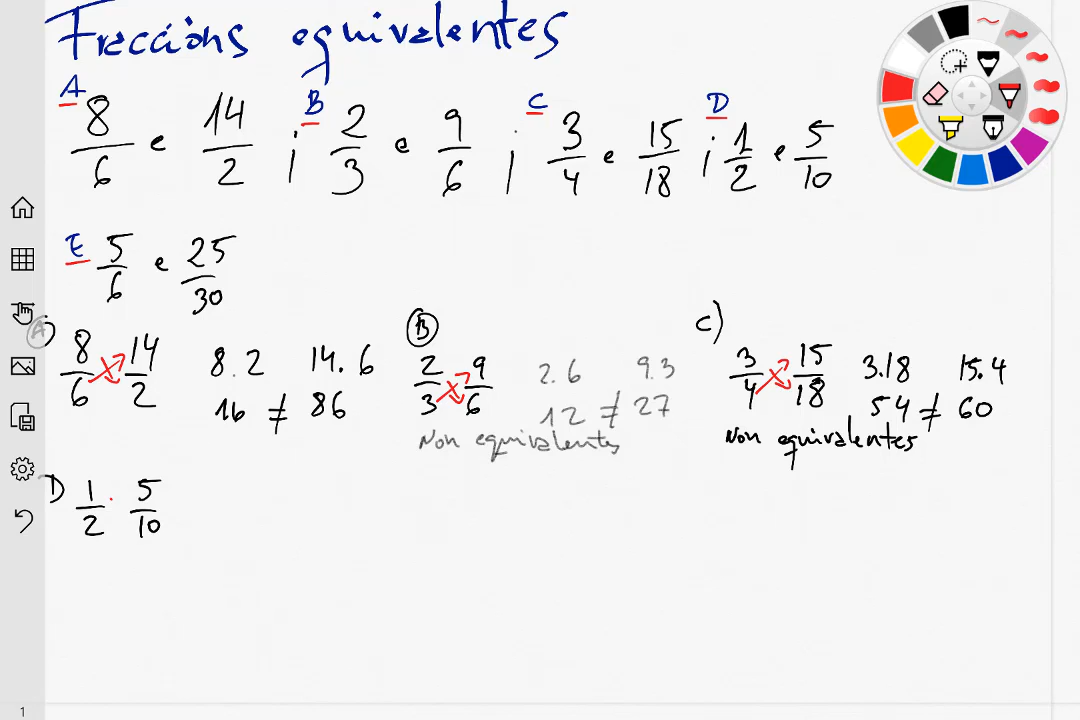 Fraccións equivalentes
A 8/6 e 14/2 ; B 2/3 e 9/6 ; C 3/4 e 15/18 ; D 1/2 e 5/10
E 5/6 e 25/30
A) 8/6 14/2 8.2 14.6
16 ≠ 86
B 2/3 9/6 2.6 9.3
12 ≠ 27
Non equivalentes
C) 3/4 15/18 3.18 15.4
54 ≠ 60
Non equivalentes
D 1/2 5/10
1